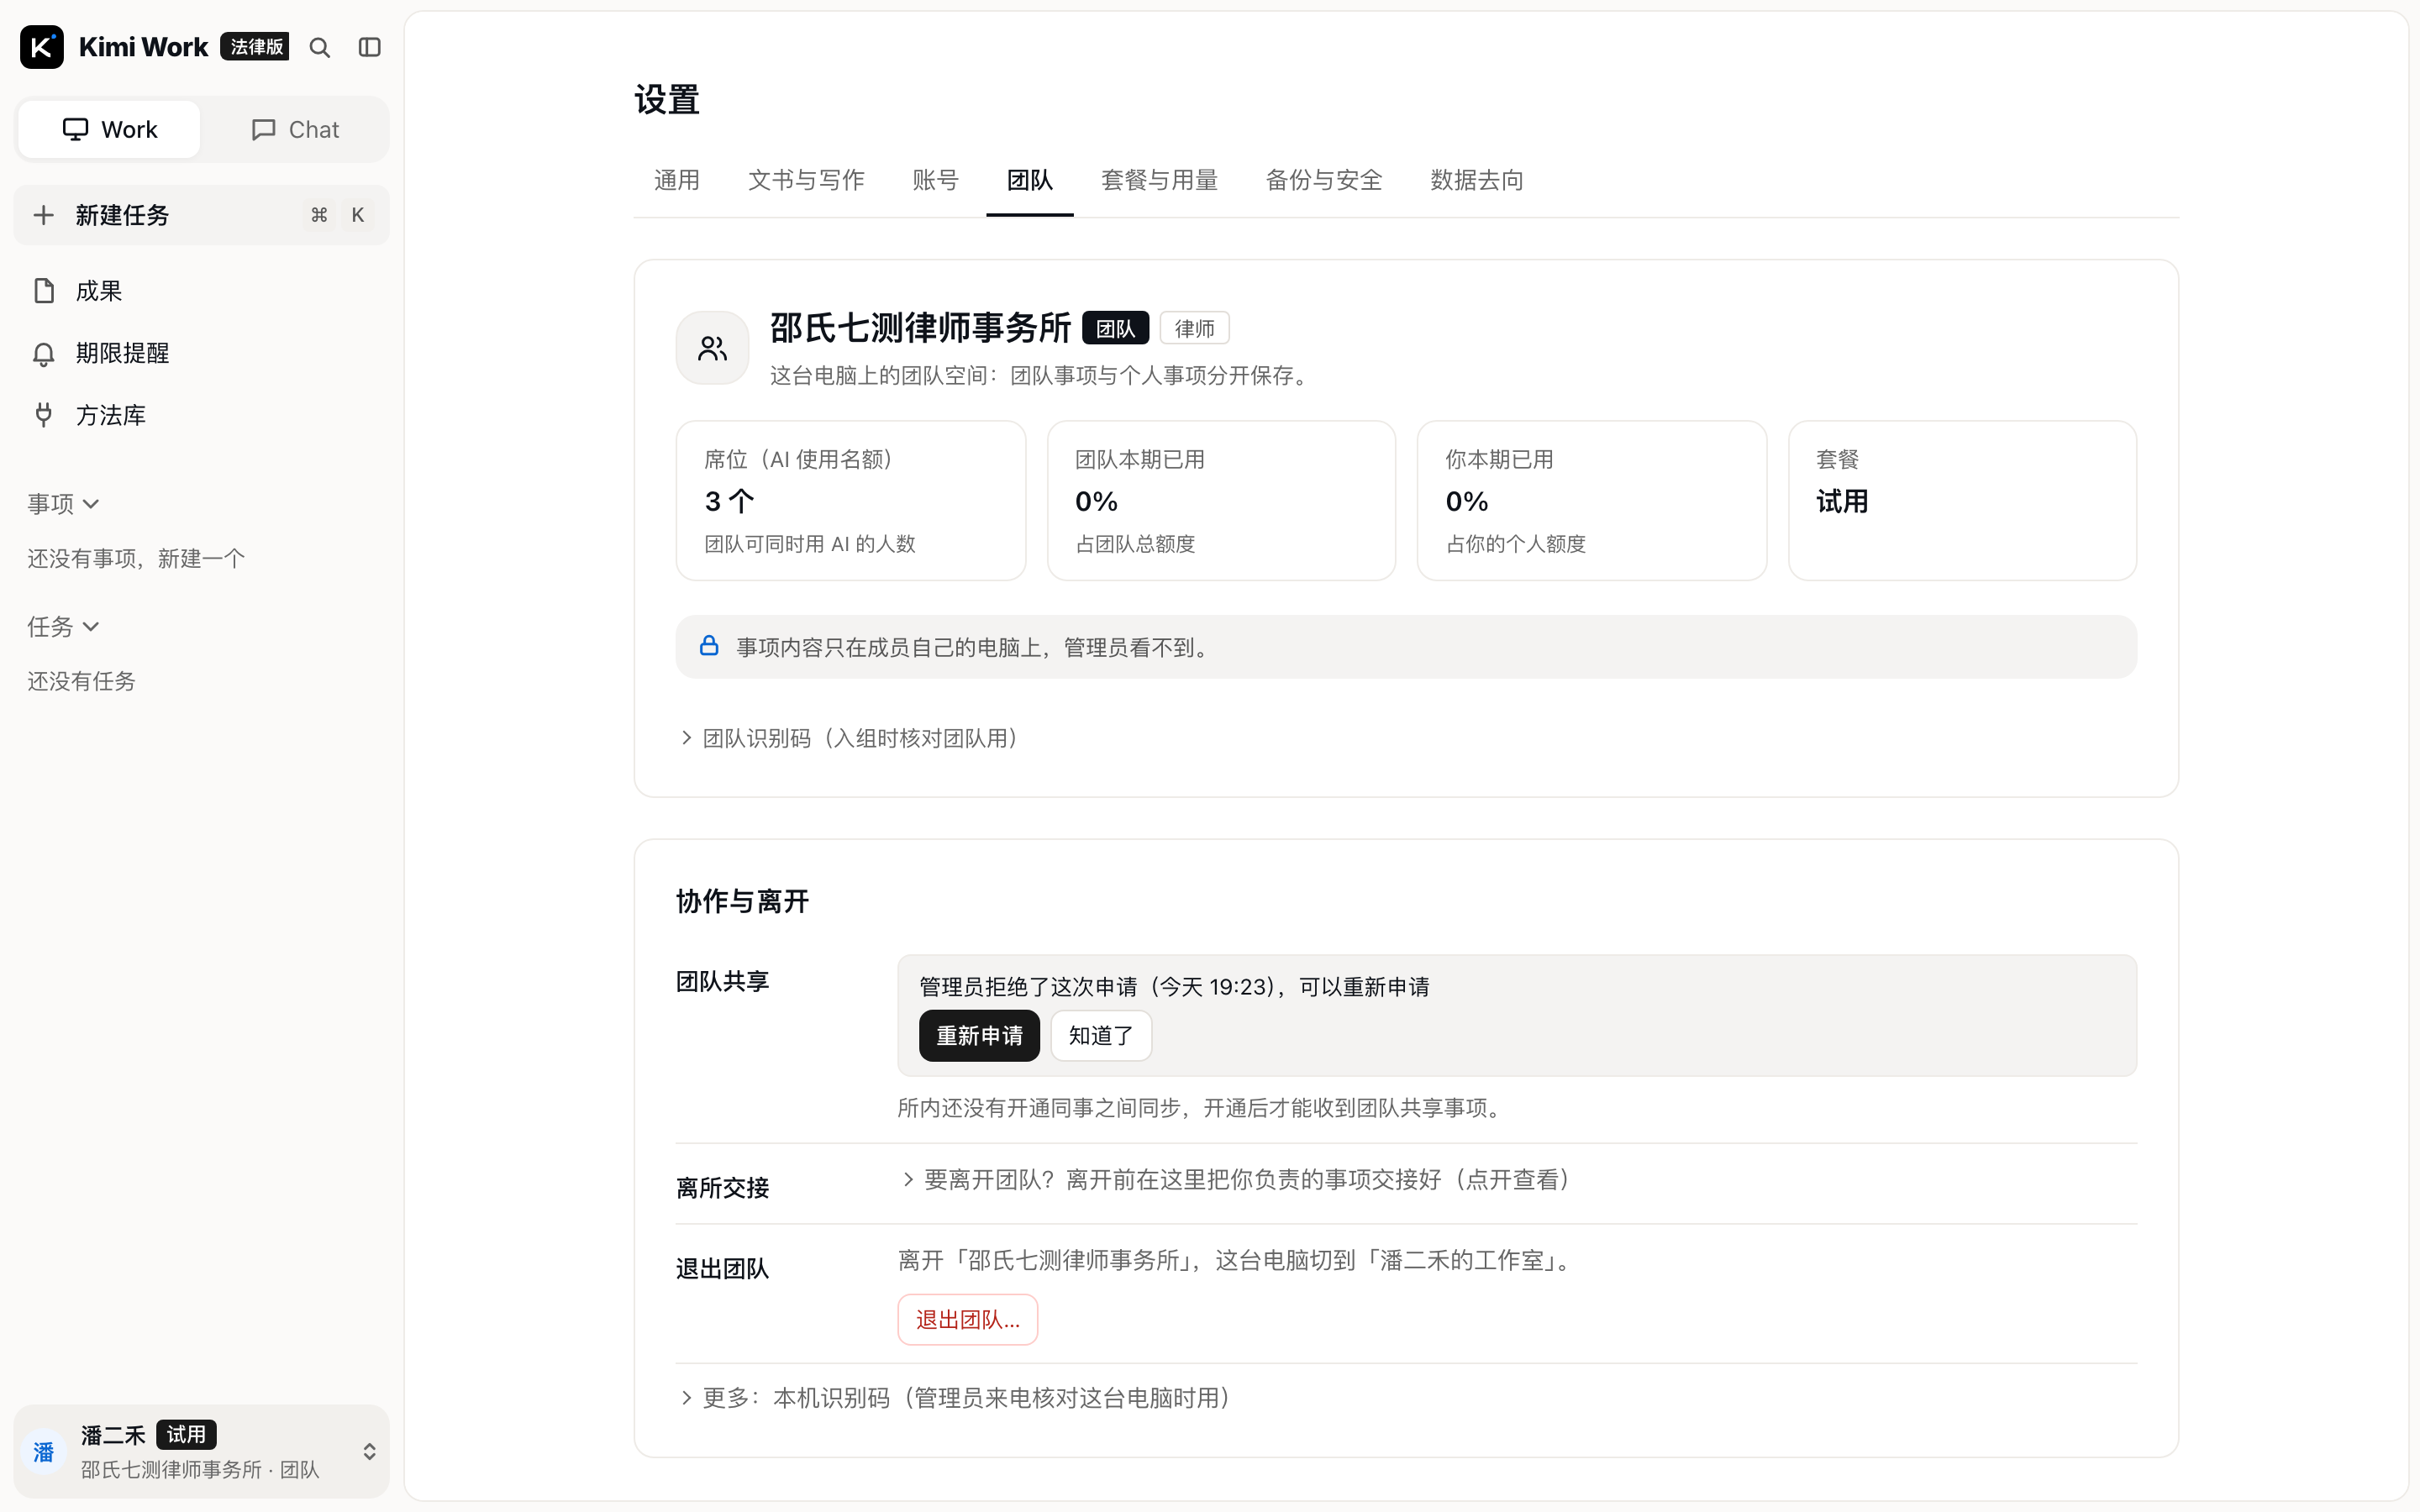 Kimi Work 法律版
Work
Chat
新建任务 ⌘ K
成果
期限提醒
方法库
事项
还没有事项，新建一个
任务
还没有任务
潘 潘二禾 试用
邵氏七测律师事务所 · 团队
设置
通用 文书与写作 账号 团队 套餐与用量 备份与安全 数据去向
邵氏七测律师事务所 团队 律师
这台电脑上的团队空间：团队事项与个人事项分开保存。
席位（AI 使用名额）
3 个
团队可同时用 AI 的人数
团队本期已用
0%
占团队总额度
你本期已用
0%
占你的个人额度
套餐
试用
事项内容只在成员自己的电脑上，管理员看不到。
团队识别码（入组时核对团队用）
协作与离开
团队共享
管理员拒绝了这次申请（今天 19:23），可以重新申请
重新申请 知道了
所内还没有开通同事之间同步，开通后才能收到团队共享事项。
离所交接
要离开团队？离开前在这里把你负责的事项交接好（点开查看）
退出团队
离开「邵氏七测律师事务所」，这台电脑切到「潘二禾的工作室」。
退出团队...
更多：本机识别码（管理员来电核对这台电脑时用）